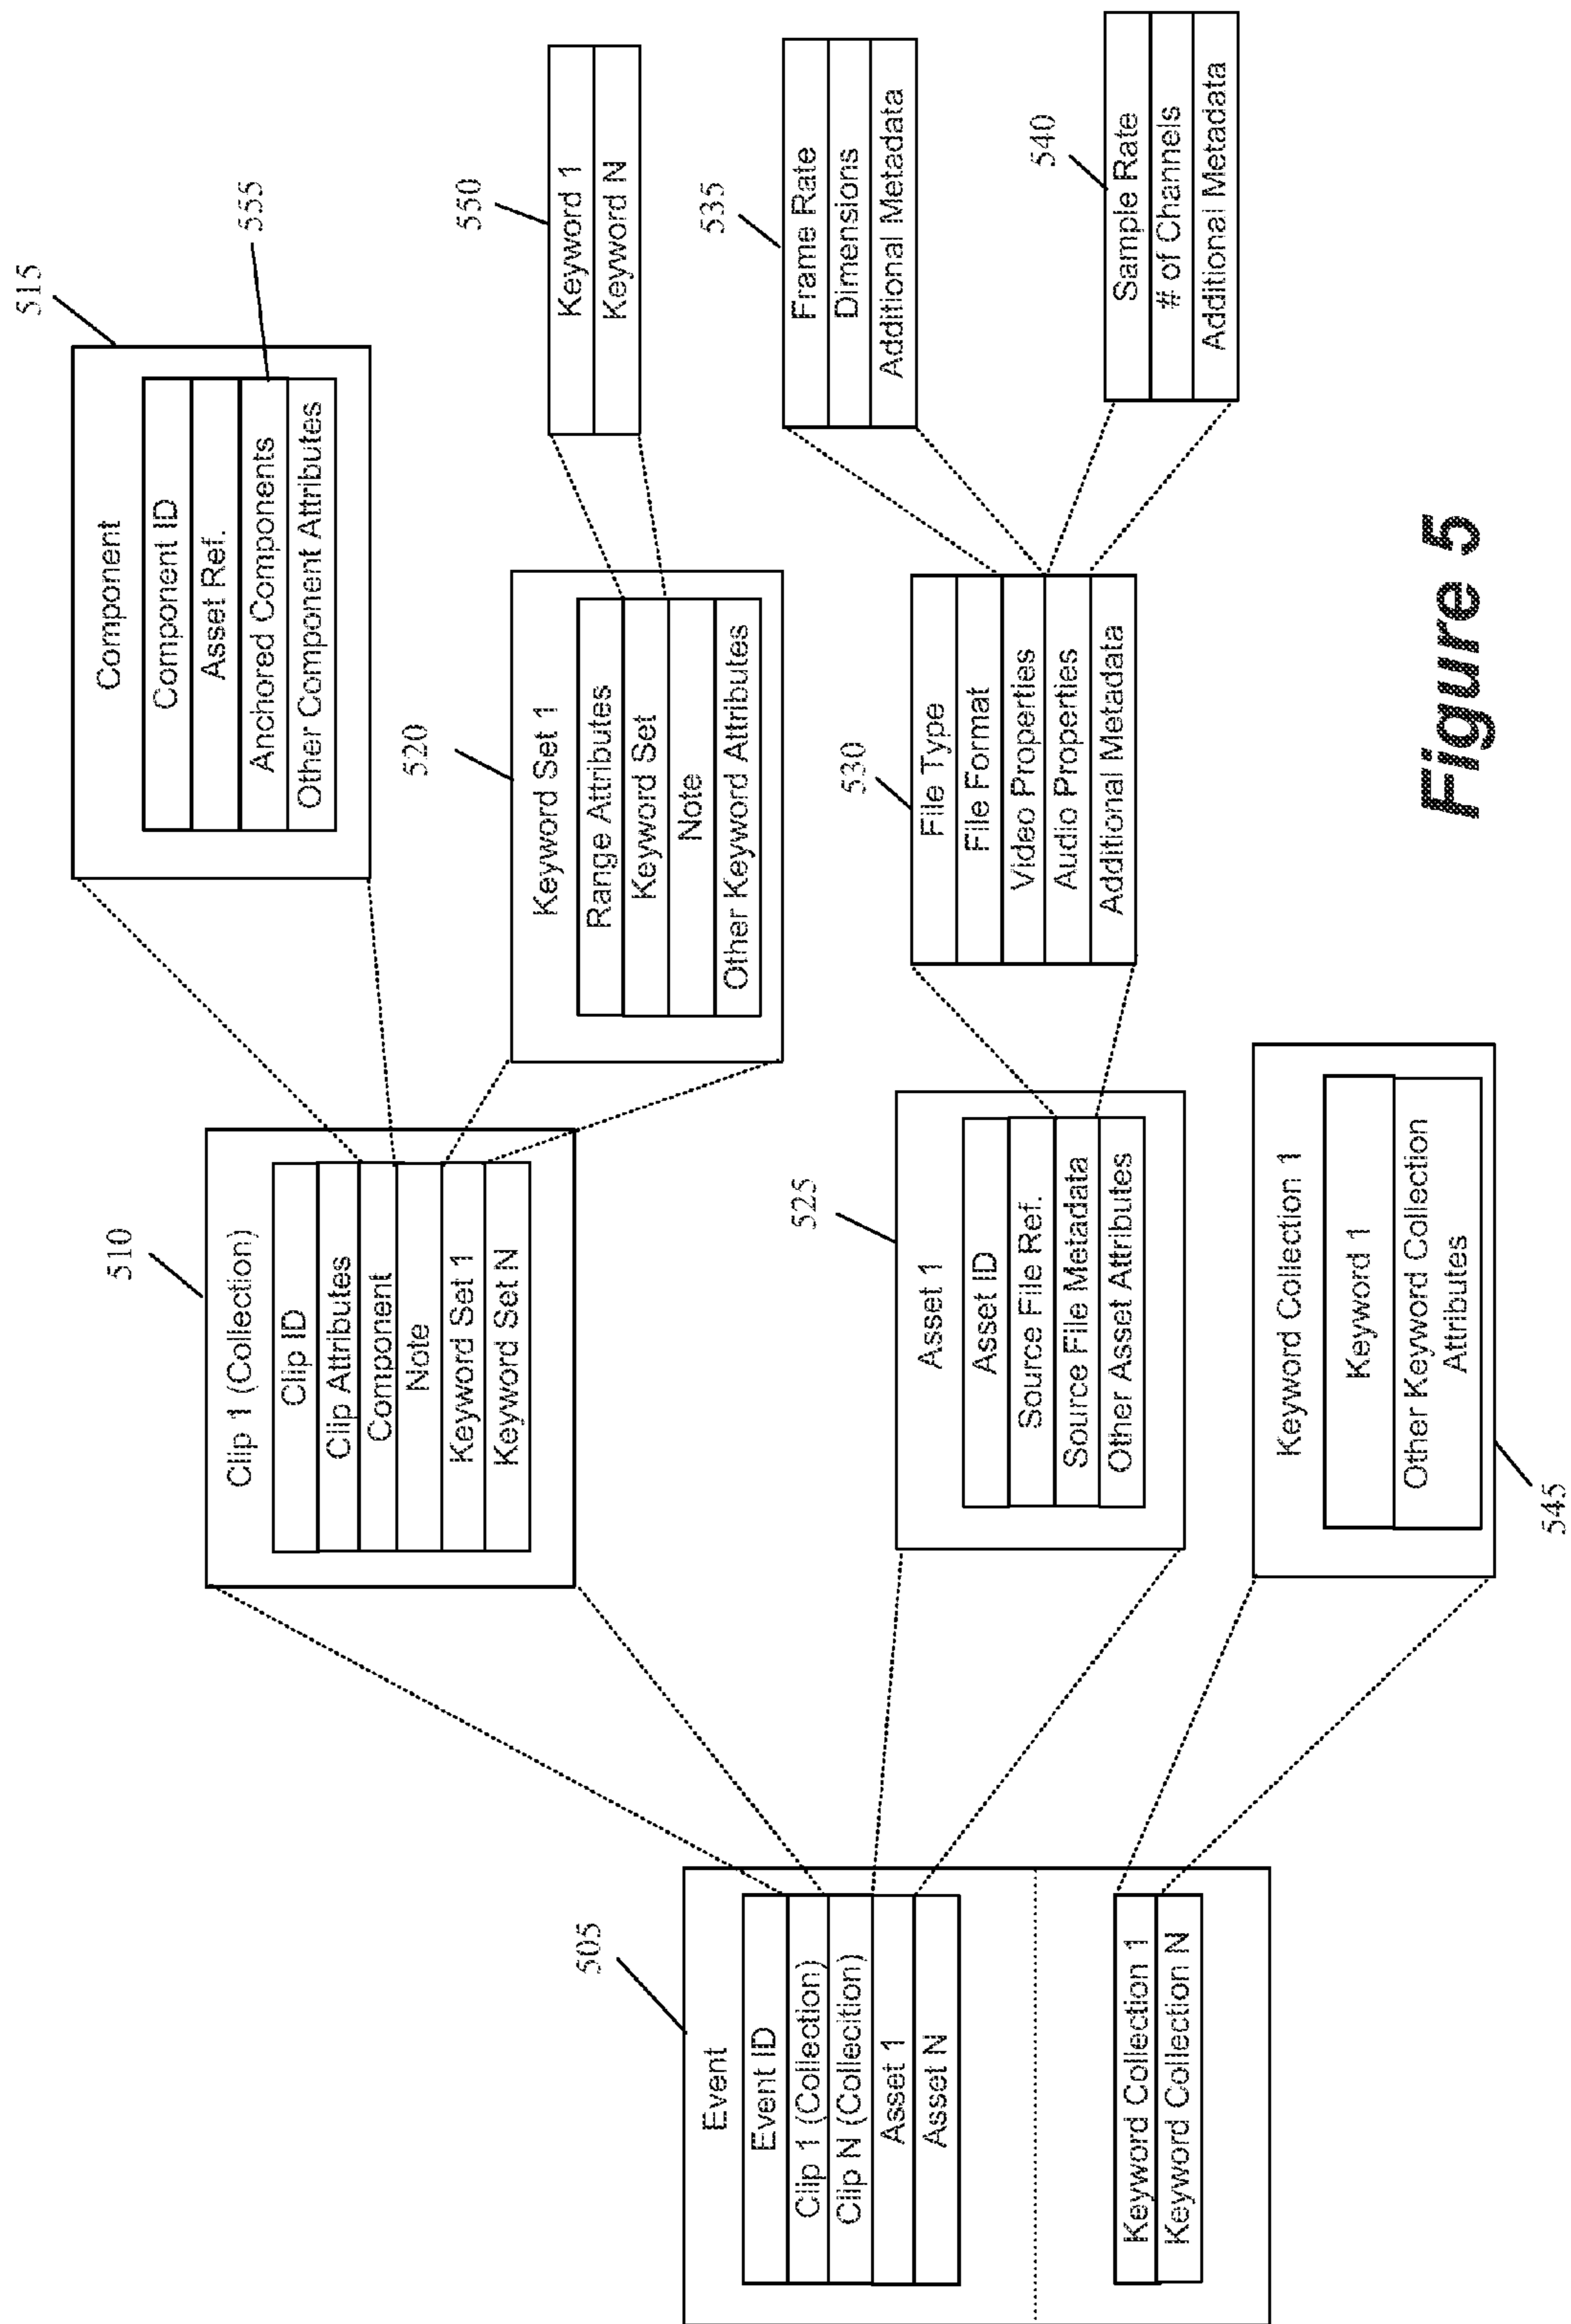 505
Event
Event ID
Clip 1 (Collection)
Clip N (Collecition)
Asset 1
Asset N
Keyword Collection 1
Keyword Collection N
510
Clip 1 (Collection)
Clip ID
Clip Attributes
Component
Note
Keyword Set 1
Keyword Set N
525
Asset 1
Asset ID
Source File Ref.
Source File Metadata
Other Asset Attributes
Keyword Collection 1
Keyword 1
Other Keyword Collection
Attributes
545
515
Component
Component ID
Asset Ref.
Anchored Components
Other Component Attributes
555
520
Keyword Set 1
Range Attributes
Keyword Set
Note
Other Keyword Attributes
550
Keyword 1
Keyword N
530
File Type
File Format
Video Properties
Audio Properties
Additional Metadata
535
Frame Rate
Dimensions
Additional Metadata
540
Sample Rate
# of Channels
Additional Metadata
Figure 5